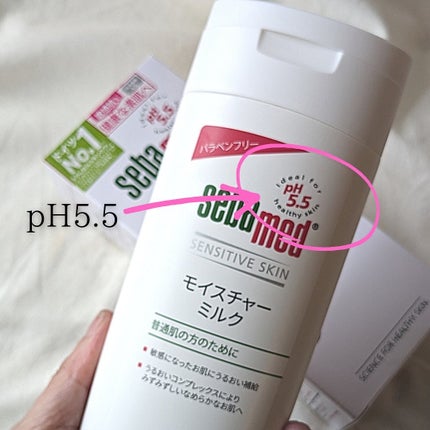 パラベンフリー
ideal for
pH
5.5
healthy skin
sebamed®
SENSITIVE SKIN
モイスチャー
ミルク
普通肌の方のために
• 敏感になったお肌にうるおい補給
• うるおいコンプレックスにより
みずみずしいなめらかなお肌へ
pH5.5
No.1
pH
5.5
seba
SCIENCE FOR HEALTHY SKIN